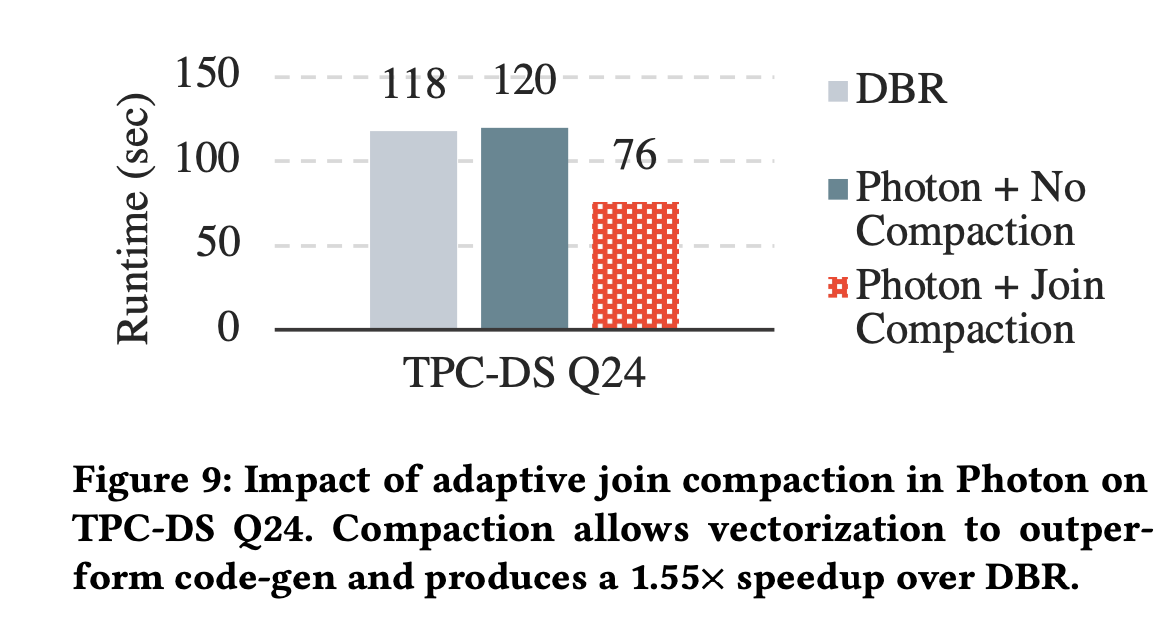 150
118
120
100
76
50
0
Runtime (sec)
TPC-DS Q24
DBR
Photon + No
Compaction
Photon + Join
Compaction
Figure 9: Impact of adaptive join compaction in Photon on
TPC-DS Q24. Compaction allows vectorization to outper-
form code-gen and produces a 1.55× speedup over DBR.